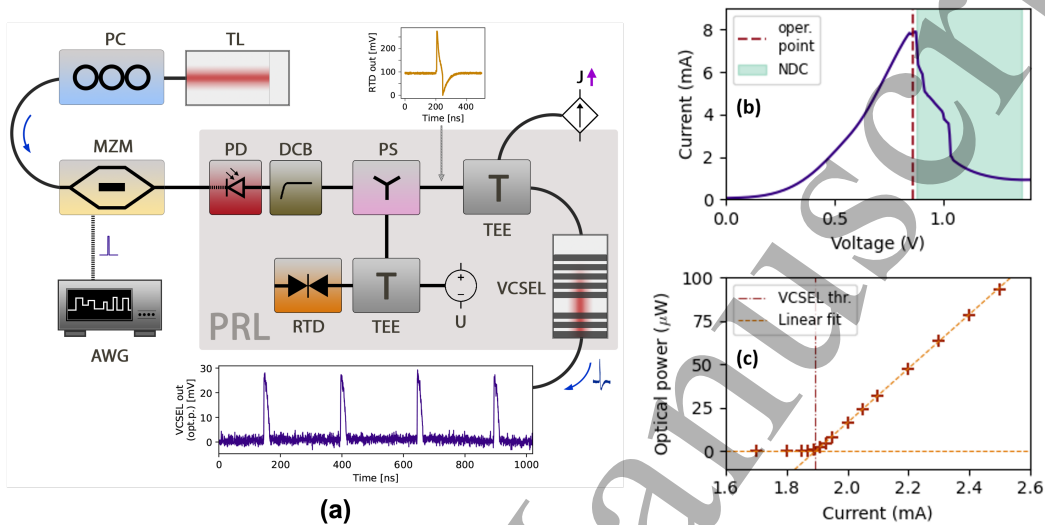 PC
TL
MZM
AWG
PD
DCB
PS
TEE
J
RTD
TEE
U
VCSEL
PRL
RTD out [mV]
200
100
0
0
200
400
Time [ns]
VCSEL out
(opt.p.) [mV]
30
20
10
0
0
200
400
600
800
1000
Time [ns]
(a)
Current (mA)
8
6
4
2
0
0.0
0.5
1.0
Voltage (V)
oper.
point
NDC
(b)
Optical power (μW)
100
75
50
25
0
1.6
1.8
2.0
2.2
2.4
2.6
Current (mA)
VCSEL thr.
Linear fit
(c)